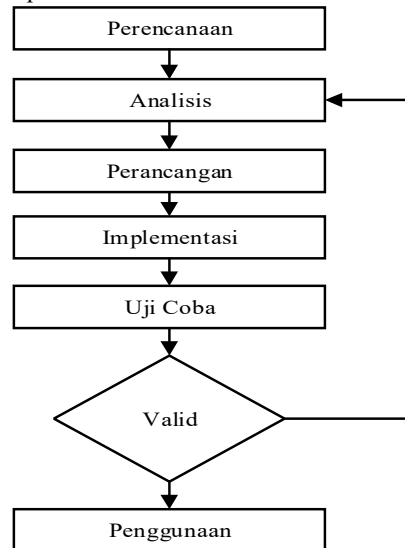 Perencanaan
Analisis
Perancangan
Implementasi
Uji Coba
Valid
Penggunaan